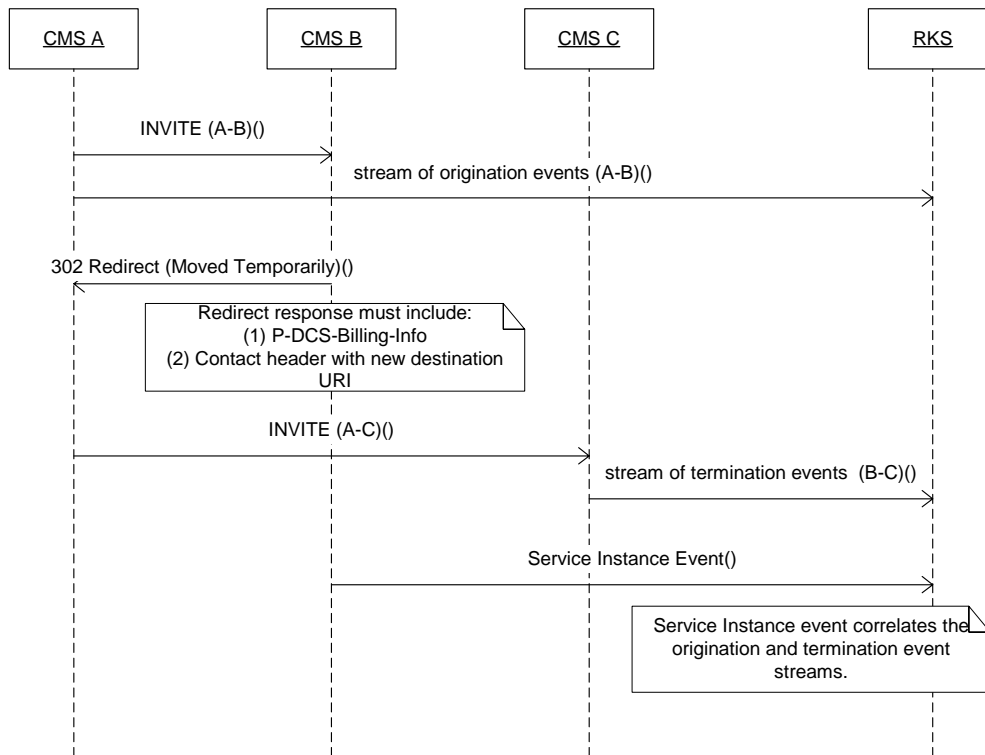 CMS A
CMS B
CMS C
RKS
INVITE (A-B)()
stream of origination events (A-B)()
302 Redirect (Moved Temporarily)()
Redirect response must include:
(1) P-DCS-Billing-Info
(2) Contact header with new destination
URI
INVITE (A-C)()
stream of termination events (B-C)()
Service Instance Event()
Service Instance event correlates the
origination and termination event
streams.